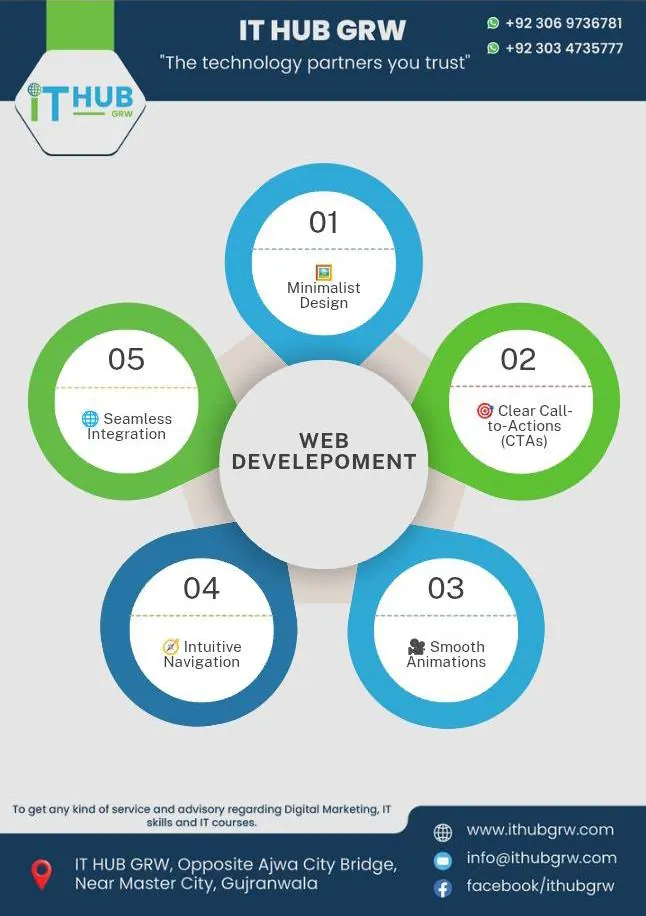 IT HUB GRW
"The technology partners you trust"
+92 306 9736781
+92 303 4735777
iT HUB
GRW
01
🖼️
Minimalist
Design
02
🎯 Clear Call-
to-Actions
(CTAs)
03
🎥 Smooth
Animations
04
🧭 Intuitive
Navigation
05
🌐 Seamless
Integration
WEB
DEVELEPOMENT
To get any kind of service and advisory regarding Digital Marketing, IT
skills and IT courses.
IT HUB GRW, Opposite Ajwa City Bridge,
Near Master City, Gujranwala
www.ithubgrw.com
info@ithubgrw.com
facebook/ithubgrw